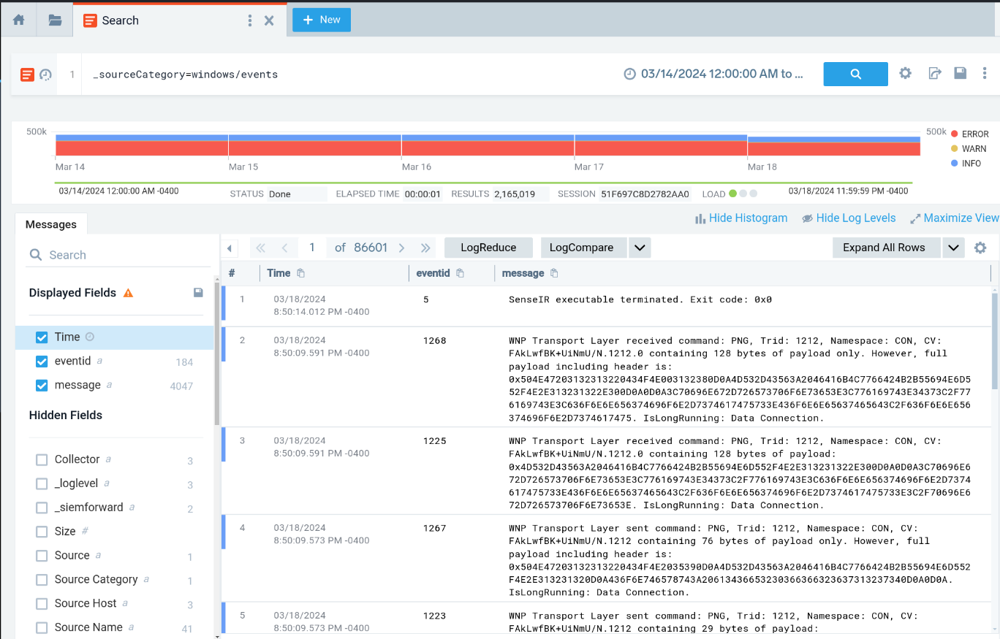 Search
New
1
_sourceCategory=windows/events
03/14/2024 12:00:00 AM to ...
500k
500k
ERROR
WARN
INFO
Mar 14
Mar 15
Mar 16
Mar 17
Mar 18
03/14/2024 12:00:00 AM -0400
STATUS Done
ELAPSED TIME 00:00:01
RESULTS 2,165,019
SESSION 51F697C8D2782AA0
LOAD
03/18/2024 11:59:59 PM -0400
Hide Histogram
Hide Log Levels
Maximize View
Messages
Search
Displayed Fields
Time
eventid a 184
message a 4047
Hidden Fields
Collector a 3
_loglevel a 3
_siemforward a 2
Size #
Source a 1
Source Category a 1
Source Host a 3
Source Name a 41
1 of 86601
LogReduce
LogCompare
Expand All Rows
# Time eventid message
1 03/18/2024 5 SenseIR executable terminated. Exit code: 0x0
8:50:14.012 PM -0400
2 03/18/2024 1268 WNP Transport Layer received command: PNG, Trid: 1212, Namespace: CON, CV:
8:50:09.591 PM -0400 FAkLwfBK+UiNmU/N.1212.0 containing 128 bytes of payload only. However, full
payload including header is:
0x504E47203132313220434F4E003132380D0A4D532D43563A2046416B4C7766424B2B55694E6D5
52F4E2E313231322E300D0A0D0A3C70696E672D726573706F6E73653E3C776169743E34373C2F77
6169743E3C636F6E6E656374696F6E2D7374617475733E436F6E6E65637465643C2F636F6E6E656
374696F6E2D7374617475. IsLongRunning: Data Connection.
3 03/18/2024 1225 WNP Transport Layer received command: PNG, Trid: 1212, Namespace: CON, CV:
8:50:09.591 PM -0400 FAkLwfBK+UiNmU/N.1212.0 containing 128 bytes of payload:
0x4D532D43563A2046416B4C7766424B2B55694E6D552F4E2E313231322E300D0A0D0A3C70696E6
72D726573706F6E73653E3C776169743E34373C2F776169743E3C636F6E6E656374696F6E2D7374
617475733E436F6E6E65637465643C2F636F6E6E656374696F6E2D7374617475733E3C2F70696E6
72D726573706F6E73653E. IsLongRunning: Data Connection.
4 03/18/2024 1267 WNP Transport Layer sent command: PNG, Trid: 1212, Namespace: CON, CV:
8:50:09.573 PM -0400 FAkLwfBK+UiNmU/N.1212 containing 76 bytes of payload only. However, full
payload including header is:
0x504E47203132313220434F4E2035390D0A4D532D43563A2046416B4C7766424B2B55694E6D552
F4E2E313231320D0A436F6E746578743A20613436653230366366323637313237340D0A0D0A.
IsLongRunning: Data Connection.
5 03/18/2024 1223 WNP Transport Layer sent command: PNG, Trid: 1212, Namespace: CON, CV:
8:50:09.573 PM -0400 FAkLwfBK+UiNmU/N.1212 containing 29 bytes of payload: